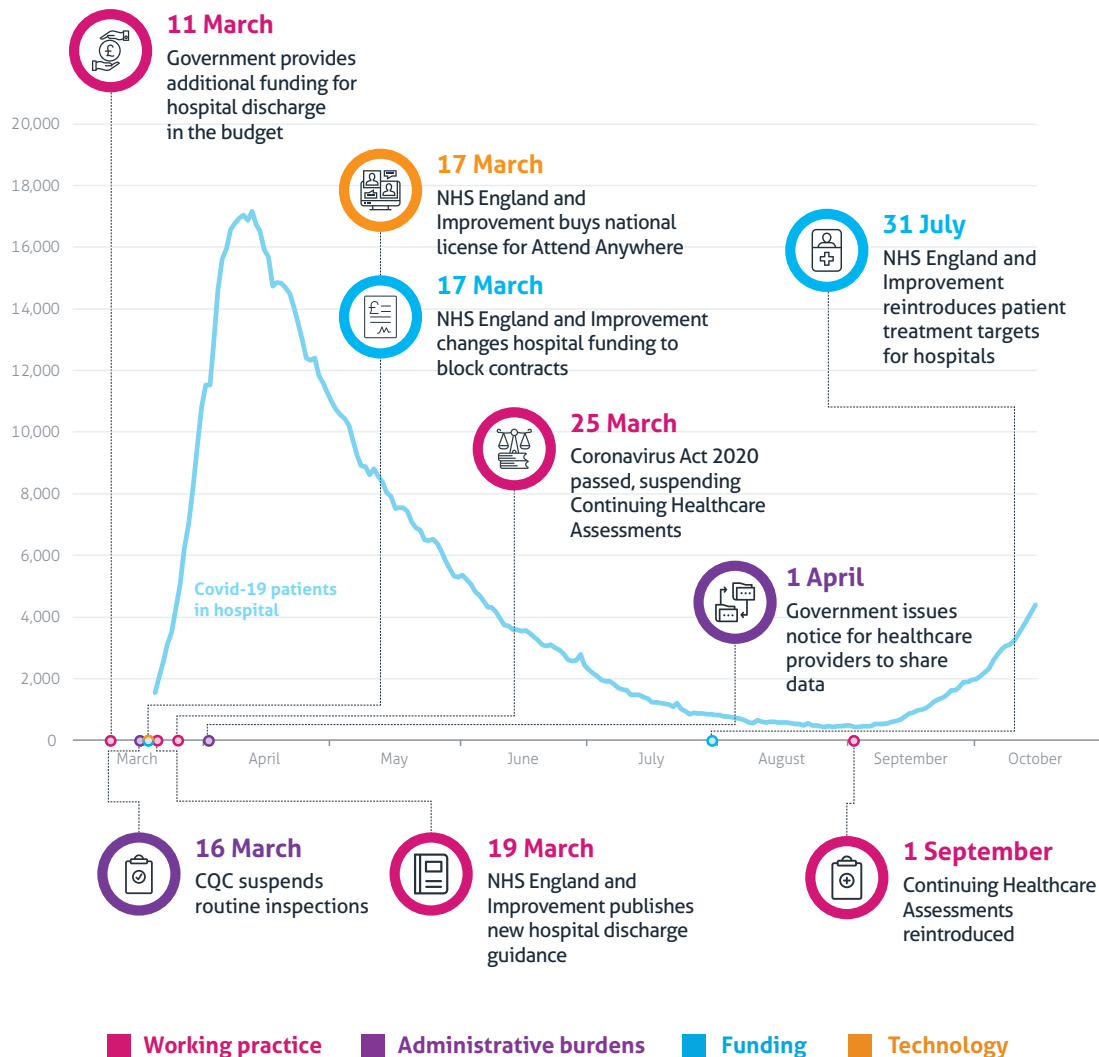 11 March
Government provides
additional funding for
hospital discharge
in the budget
20,000
18,000
16,000
14,000
12,000
10,000
8,000
6,000
4,000
2,000
0
17 March
NHS England and
Improvement buys national
license for Attend Anywhere
17 March
NHS England and Improvement
changes hospital funding to
block contracts
31 July
NHS England and
Improvement
reintroduces patient
treatment targets
for hospitals
25 March
Coronavirus Act 2020
passed, suspending
Continuing Healthcare
Assessments
1 April
Government issues
notice for healthcare
providers to share
data
Covid-19 patients
in hospital
March
April
May
June
July
August
September
October
16 March
CQC suspends
routine inspections
19 March
NHS England and
Improvement publishes
new hospital discharge
guidance
1 September
Continuing Healthcare
Assessments
reintroduced
Working practice
Administrative burdens
Funding
Technology